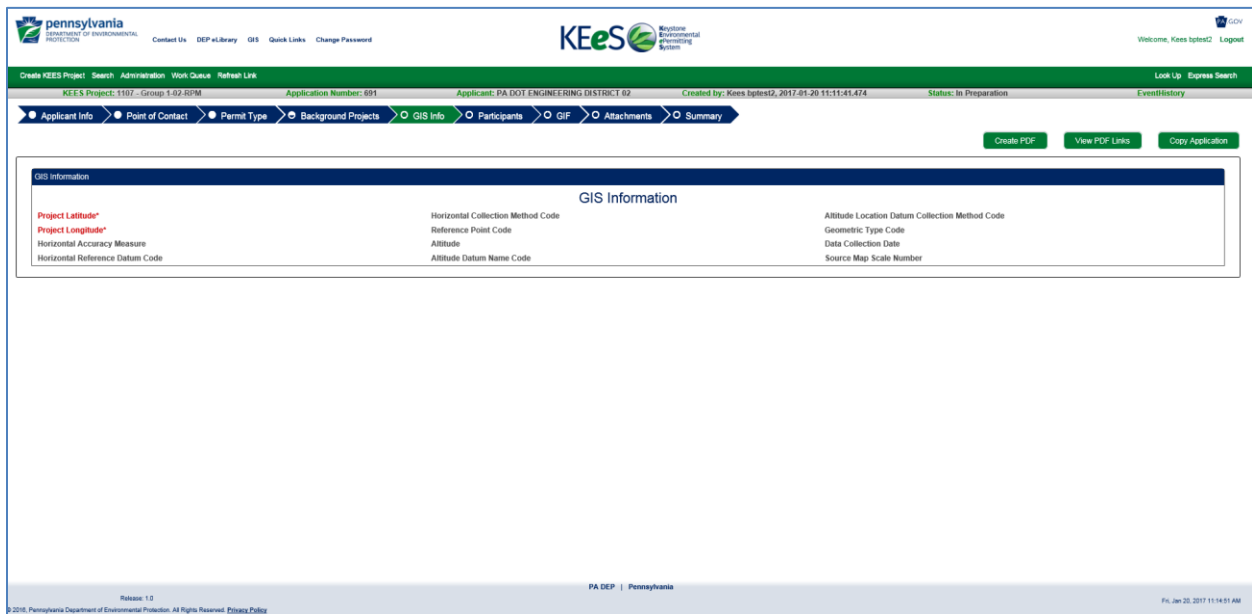 pennsylvania
DEPARTMENT OF ENVIRONMENTAL
PROTECTION
Contact Us DEP eLibrary GIS Quick Links Change Password
KEeS Keystone Environmental ePermitting System
PA GOV
Welcome, Kees bptest2 Logout
Create KEES Project Search Administration Work Queue Refresh Link Look Up Express Search
KEES Project: 1107 - Group 1-02-RPM Application Number: 691 Applicant: PA DOT ENGINEERING DISTRICT 02 Created by: Kees bptest2, 2017-01-20 11:11:41.474 Status: In Preparation EventHistory
Applicant Info Point of Contact Permit Type Background Projects GIS Info Participants GIF Attachments Summary
Create PDF View PDF Links Copy Application
GIS Information
GIS Information
Project Latitude* Horizontal Collection Method Code Altitude Location Datum Collection Method Code
Project Longitude* Reference Point Code Geometric Type Code
Horizontal Accuracy Measure Altitude Data Collection Date
Horizontal Reference Datum Code Altitude Datum Name Code Source Map Scale Number
PA DEP | Pennsylvania
Release: 1.0
Fri, Jan 20, 2017 11:14:51 AM
© 2016, Pennsylvania Department of Environmental Protection. All Rights Reserved. Privacy Policy